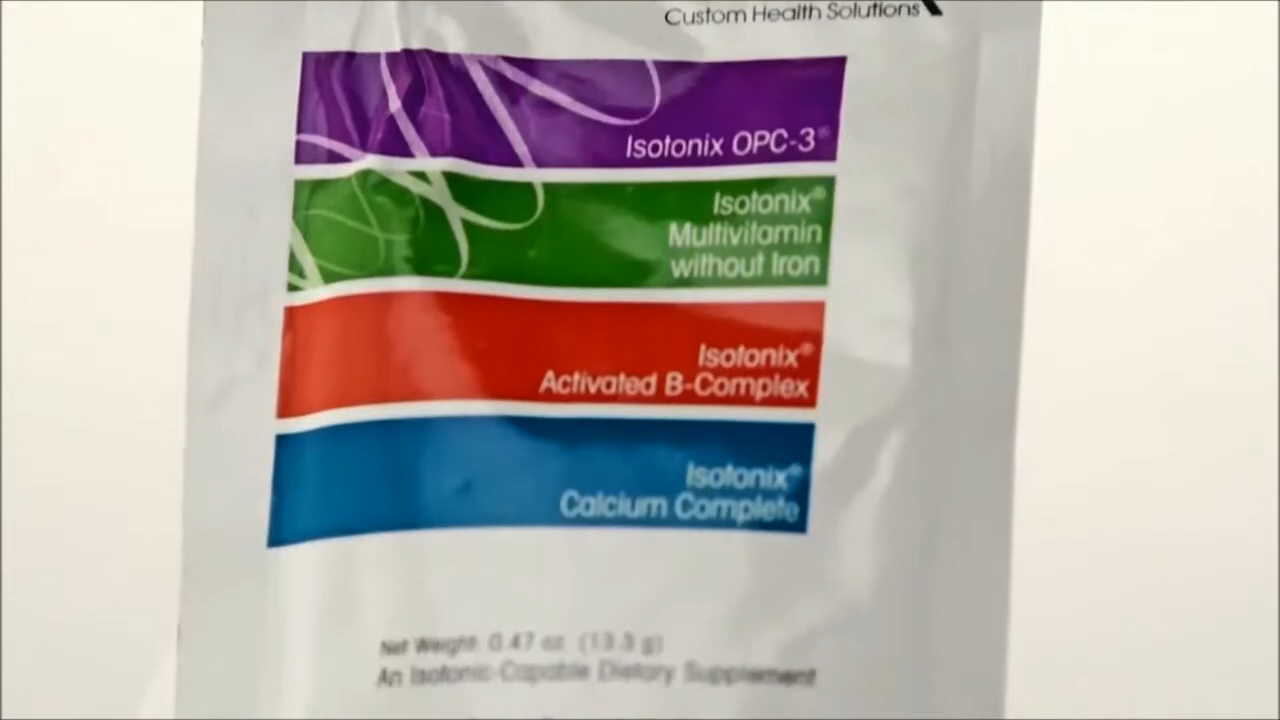 Custom Health Solutions
Isotonix OPC-3®
Isotonix®
Multivitamin
without Iron
Isotonix®
Activated B-Complex
Isotonix®
Calcium Complete
Net Weight: 0.47 oz. (13.3 g)
An Isotonic-Capable Dietary Supplement